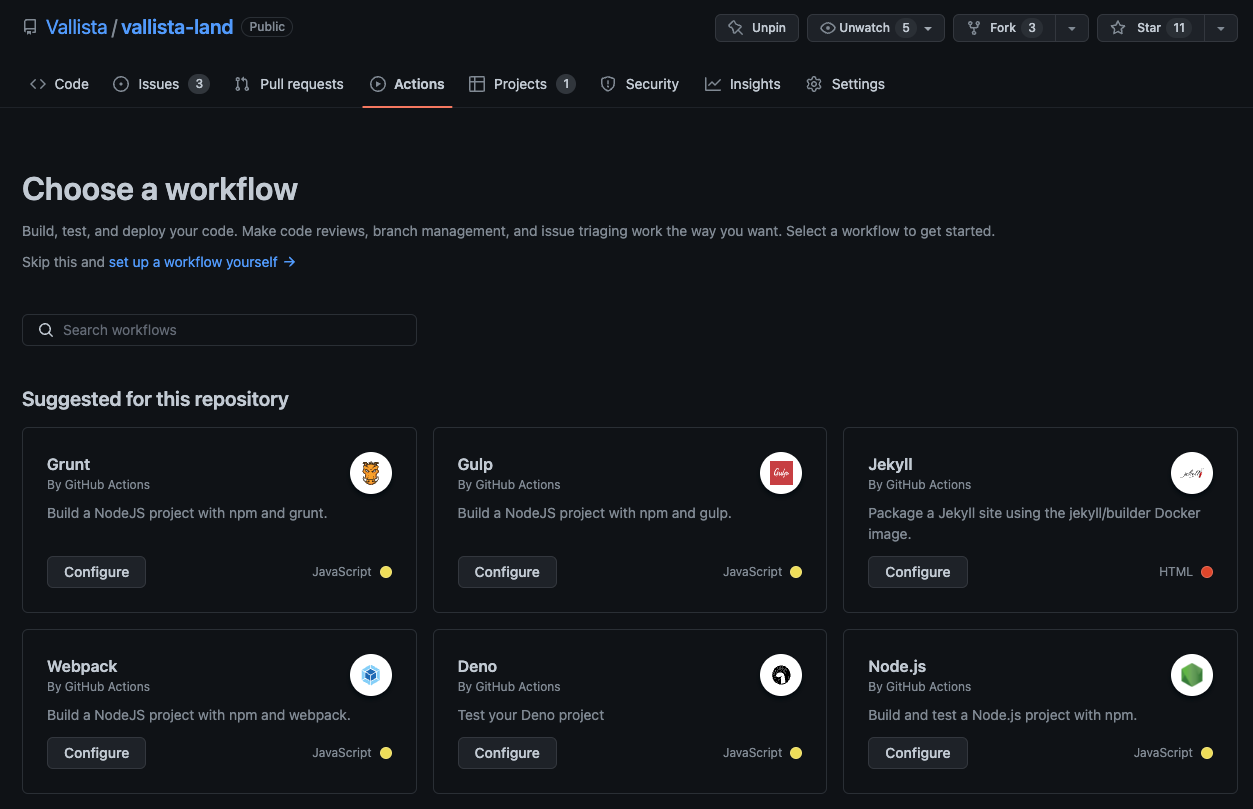 Vallista / vallista-land Public Unpin Unwatch 5 Fork 3 Star 11
Code Issues 3 Pull requests Actions Projects 1 Security Insights Settings
Choose a workflow
Build, test, and deploy your code. Make code reviews, branch management, and issue triaging work the way you want. Select a workflow to get started.
Skip this and set up a workflow yourself →
Search workflows
Suggested for this repository
Grunt
By GitHub Actions
Build a NodeJS project with npm and grunt.
Configure JavaScript
Gulp
By GitHub Actions
Gulp
Build a NodeJS project with npm and gulp.
Configure JavaScript
Jekyll
By GitHub Actions
jekyll
Package a Jekyll site using the jekyll/builder Docker
image.
Configure HTML
Webpack
By GitHub Actions
Build a NodeJS project with npm and webpack.
Configure JavaScript
Deno
By GitHub Actions
Test your Deno project
Configure JavaScript
Node.js
By GitHub Actions
Build and test a Node.js project with npm.
Configure JavaScript